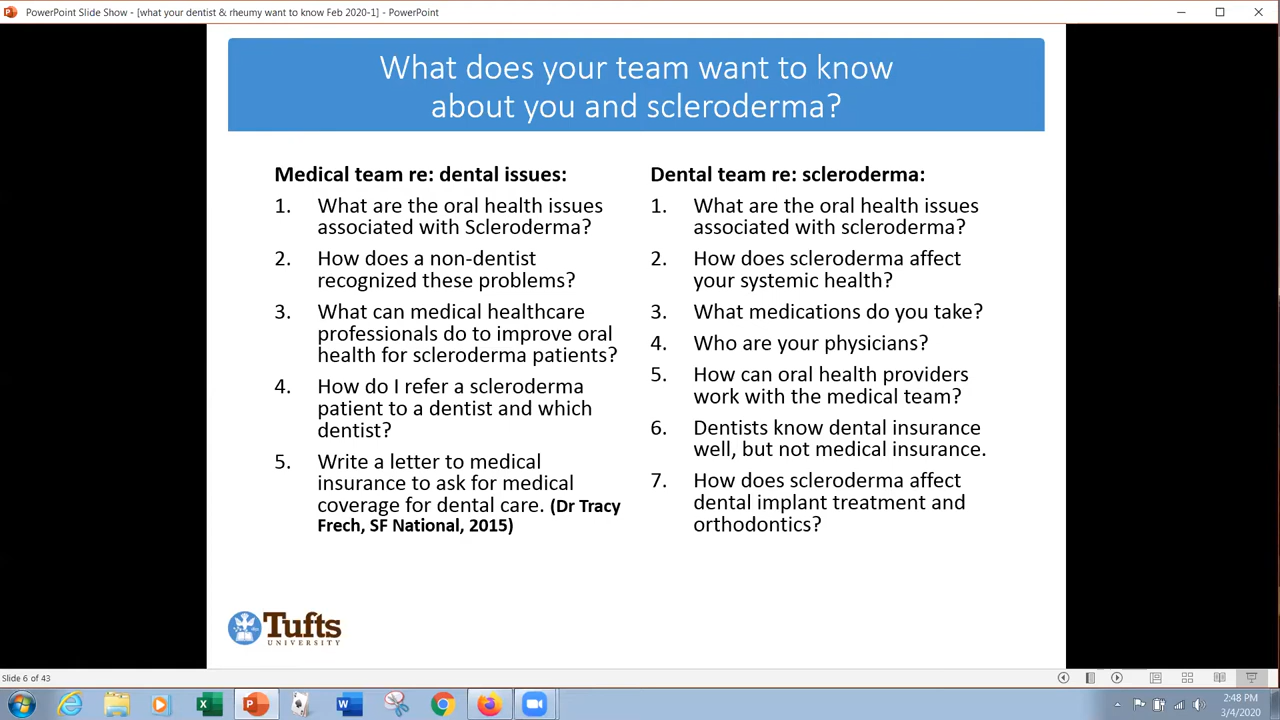 PowerPoint Slide Show - [what your dentist & rheumy want to know Feb 2020-1] - PowerPoint
What does your team want to know
about you and scleroderma?
Medical team re: dental issues:
1. What are the oral health issues
associated with Scleroderma?
2. How does a non-dentist
recognized these problems?
3. What can medical healthcare
professionals do to improve oral
health for scleroderma patients?
4. How do I refer a scleroderma
patient to a dentist and which
dentist?
5. Write a letter to medical
insurance to ask for medical
coverage for dental care. (Dr Tracy
Frech, SF National, 2015)
Dental team re: scleroderma:
1. What are the oral health issues
associated with scleroderma?
2. How does scleroderma affect
your systemic health?
3. What medications do you take?
4. Who are your physicians?
5. How can oral health providers
work with the medical team?
6. Dentists know dental insurance
well, but not medical insurance.
7. How does scleroderma affect
dental implant treatment and
orthodontics?
Tufts
UNIVERSITY
Slide 6 of 43
2:48 PM
3/4/2020